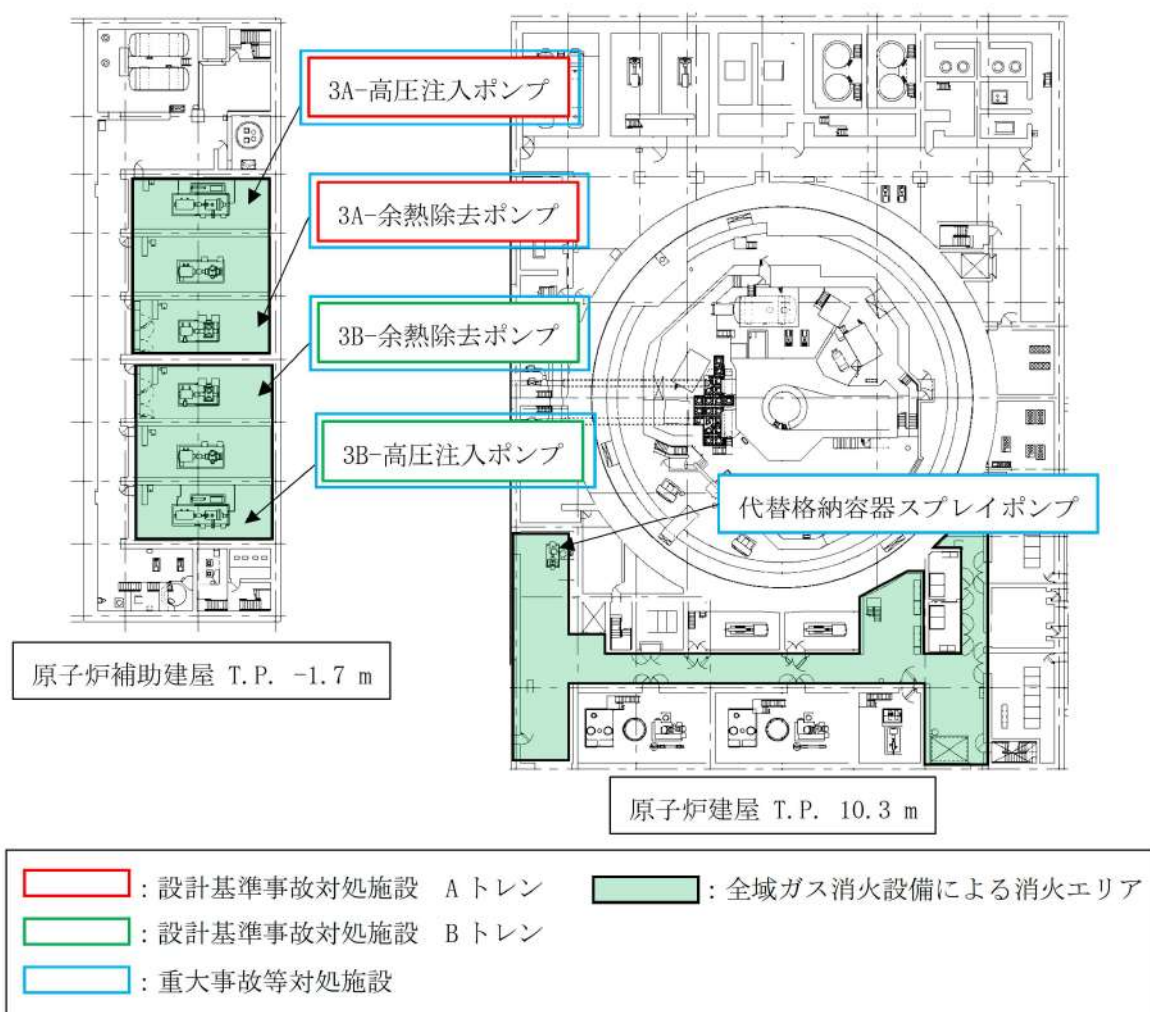 3A-高圧注入ポンプ
3A-余熱除去ポンプ
3B-余熱除去ポンプ
3B-高圧注入ポンプ
代替格納容器スプレイポンプ
原子炉補助建屋 T.P. -1.7 m
原子炉建屋 T.P. 10.3 m
:設計基準事故対処施設 Aトレン
:設計基準事故対処施設 Bトレン
:重大事故等対処施設
:全域ガス消火設備による消火エリア